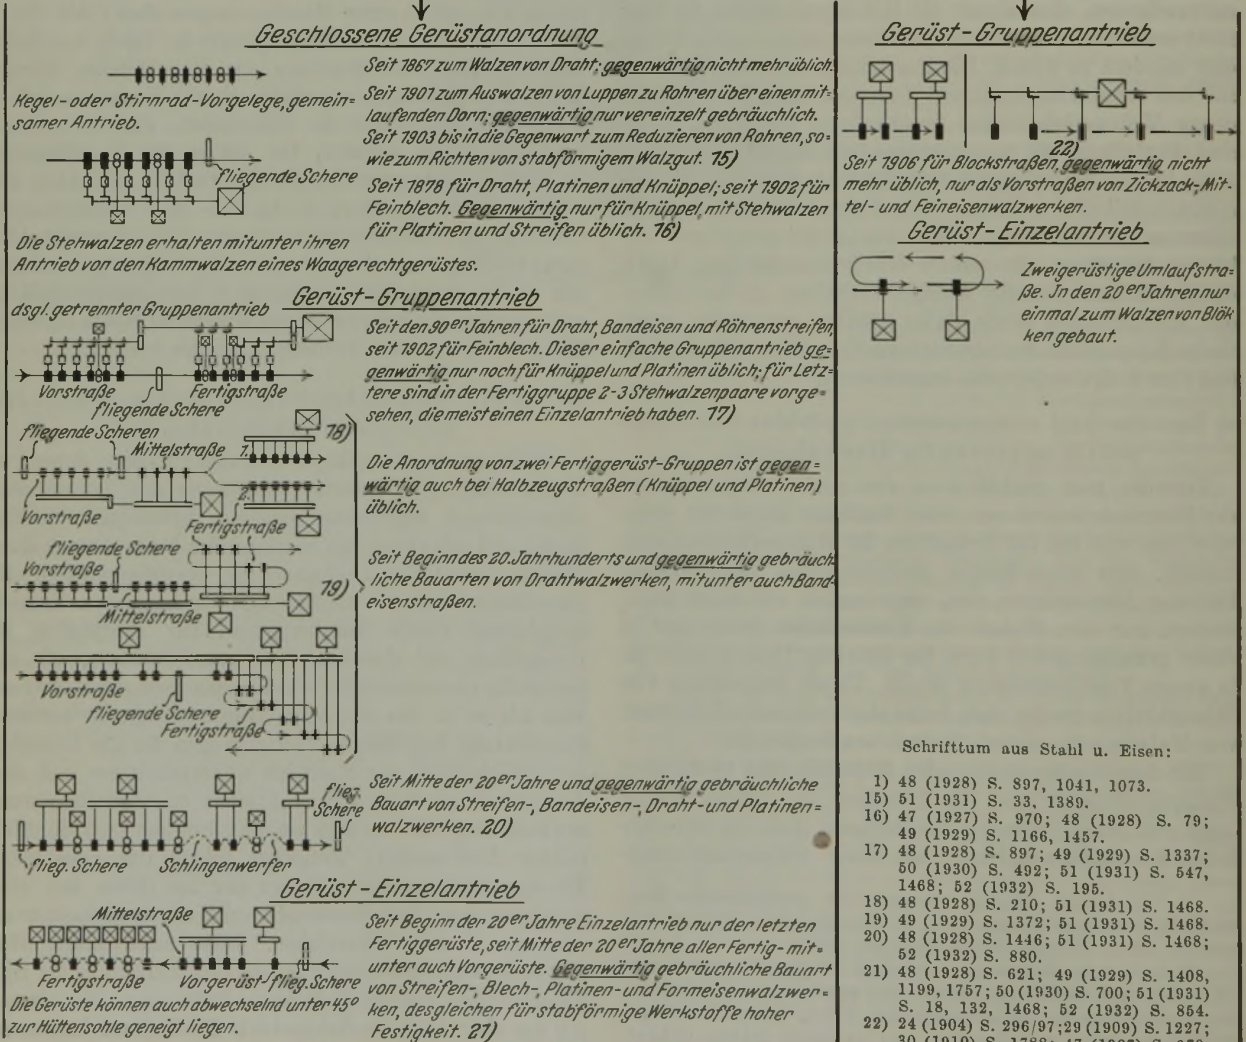 Geschlossene Gerüstanordnung
Seit 1867 zum Walzen von Draht; gegenwärtig nicht mehr üblich.
Kegel- oder Stirnrad-Vorgelege, gemein=
samer Antrieb.
Seit 1901 zum Auswalzen von Luppen zu Rohren über einen mit=
laufenden Dorn; gegenwärtig nur vereinzelt gebräuchlich.
Seit 1903 bis in die Gegenwart zum Reduzieren von Rohren, so=
wie zum Richten von stabförmigem Walzgut. 15)
fliegende Schere
Seit 1878 für Draht, Platinen und Knüppel; seit 1902 für
Feinblech. Gegenwärtig nur für Knüppel, mit Stehwalzen
für Platinen und Streifen üblich. 16)
Die Stehwalzen erhalten mitunter ihren
Antrieb von den Kammwalzen eines Waagerechtgerüstes.
Gerüst-Gruppenantrieb
dsgl. getrennter Gruppenantrieb
Vorstraße
Fertigstraße
fliegende Schere
Seit den 90er Jahren für Draht, Bandeisen und Röhrenstreifen,
seit 1902 für Feinblech. Dieser einfache Gruppenantrieb ge=
genwärtig nur noch für Knüppel und Platinen üblich; für Letz=
tere sind in der Fertiggruppe 2-3 Stehwalzenpaare vorge=
sehen, die meist einen Einzelantrieb haben. 17)
18)
fliegende Scheren
Mittelstraße
1.
2.
Vorstraße
Fertigstraße
Die Anordnung von zwei Fertiggerüst-Gruppen ist gegen=
wärtig auch bei Halbzeugstraßen (Knüppel und Platinen)
üblich.
fliegende Schere
Vorstraße
19)
Mittelstraße
Seit Beginn des 20. Jahrhunderts und gegenwärtig gebräuch=
liche Bauarten von Drahtwalzwerken, mitunter auch Band=
eisenstraßen.
Vorstraße
fliegende Schere
Fertigstraße
flieg.
Schere
flieg. Schere
Schlingenwerfer
Seit Mitte der 20er Jahre und gegenwärtig gebräuchliche
Bauart von Streifen-, Bandeisen-, Draht- und Platinen=
walzwerken. 20)
Gerüst-Einzelantrieb
Mittelstraße
Fertigstraße
Vorgerüst
flieg. Schere
Die Gerüste können auch abwechselnd unter 45°
zur Hüttensohle geneigt liegen.
Seit Beginn der 20er Jahre Einzelantrieb nur der letzten
Fertiggerüste, seit Mitte der 20er Jahre aller Fertig- mit=
unter auch Vorgerüste. Gegenwärtig gebräuchliche Bauart
von Streifen-, Blech-, Platinen- und Formeisenwalzwer=
ken, desgleichen für stabförmige Werkstoffe hoher
Festigkeit. 21)
Gerüst-Gruppenantrieb
22)
Seit 1906 für Blockstraßen, gegenwärtig nicht
mehr üblich, nur als Vorstraßen von Zickzack-, Mit-
tel- und Feineisenwalzwerken.
Gerüst-Einzelantrieb
Zweigerüstige Umlaufstra=
ße. In den 20er Jahren nur
einmal zum Walzen von Blök
ken gebaut.
Schrifttum aus Stahl u. Eisen:
1) 48 (1928) S. 897, 1041, 1073.
15) 51 (1931) S. 33, 1389.
16) 47 (1927) S. 970; 48 (1928) S. 79;
49 (1929) S. 1166, 1457.
17) 48 (1928) S. 897; 49 (1929) S. 1337;
50 (1930) S. 492; 51 (1931) S. 547,
1468; 52 (1932) S. 195.
18) 48 (1928) S. 210; 51 (1931) S. 1468.
19) 49 (1929) S. 1372; 51 (1931) S. 1468.
20) 48 (1928) S. 1446; 51 (1931) S. 1468;
52 (1932) S. 880.
21) 48 (1928) S. 621; 49 (1929) S. 1408,
1199, 1757; 50 (1930) S. 700; 51 (1931)
S. 18, 132, 1468; 52 (1932) S. 854.
22) 24 (1904) S. 296/97; 29 (1909) S. 1227;